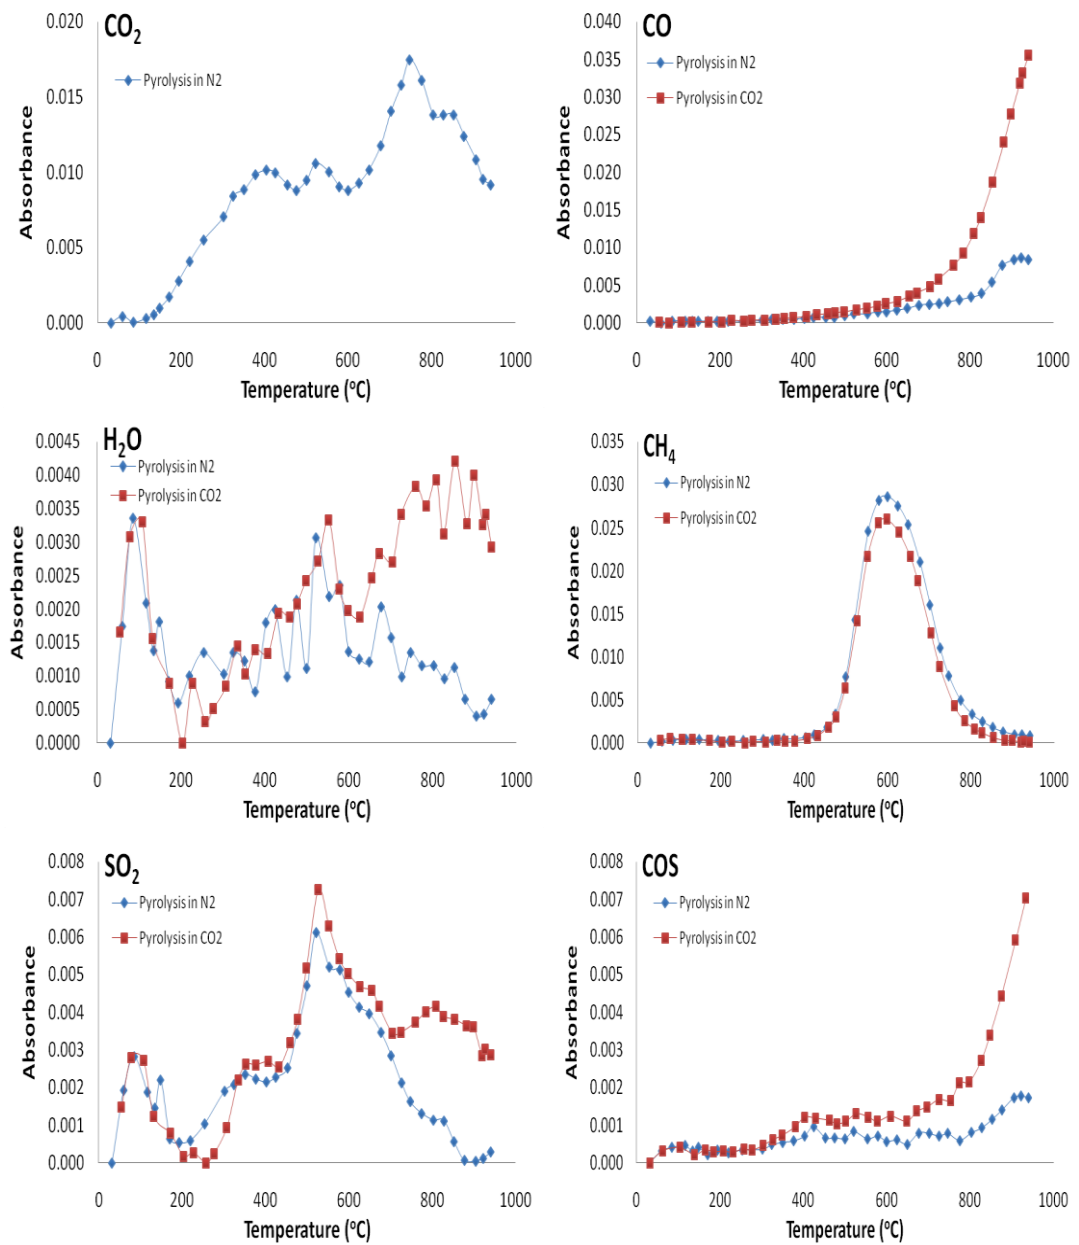 CO2
0.020
0.015
0.010
0.005
0.000
Absorbance
Pyrolysis in N2
0 200 400 600 800 1000
Temperature (oC)
CO
0.040
0.035
0.030
0.025
0.020
0.015
0.010
0.005
0.000
Absorbance
Pyrolysis in N2
Pyrolysis in CO2
0 200 400 600 800 1000
Temperature (oC)
H2O
0.0045
0.0040
0.0035
0.0030
0.0025
0.0020
0.0015
0.0010
0.0005
0.0000
Absorbance
Pyrolysis in N2
Pyrolysis in CO2
0 200 400 600 800 1000
Temperature (oC)
CH4
0.035
0.030
0.025
0.020
0.015
0.010
0.005
0.000
Absorbance
Pyrolysis in N2
Pyrolysis in CO2
0 200 400 600 800 1000
Temperature (oC)
SO2
0.008
0.007
0.006
0.005
0.004
0.003
0.002
0.001
0.000
Absorbance
Pyrolysis in N2
Pyrolysis in CO2
0 200 400 600 800 1000
Temperature (oC)
COS
0.008
0.007
0.006
0.005
0.004
0.003
0.002
0.001
0.000
Absorbance
Pyrolysis in N2
Pyrolysis in CO2
0 200 400 600 800 1000
Temperature (oC)